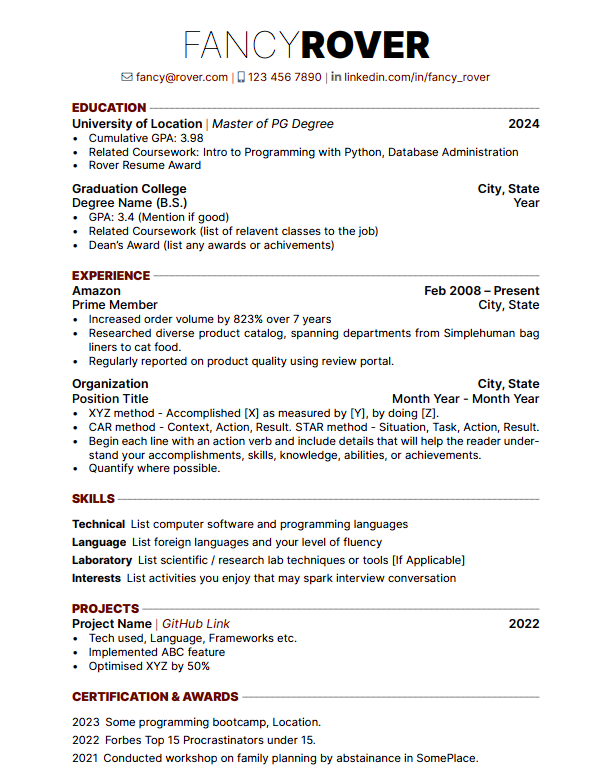 FANCYROVER
fancy@rover.com | 123 456 7890 | in linkedin.com/in/fancy_rover
EDUCATION
University of Location | Master of PG Degree 2024
• Cumulative GPA: 3.98
• Related Coursework: Intro to Programming with Python, Database Administration
• Rover Resume Award
Graduation College City, State
Degree Name (B.S.) Year
• GPA: 3.4 (Mention if good)
• Related Coursework (list of relavent classes to the job)
• Dean’s Award (list any awards or achivements)
EXPERIENCE
Amazon Feb 2008 – Present
Prime Member City, State
• Increased order volume by 823% over 7 years
• Researched diverse product catalog, spanning departments from Simplehuman bag
liners to cat food.
• Regularly reported on product quality using review portal.
Organization City, State
Position Title Month Year - Month Year
• XYZ method - Accomplished [X] as measured by [Y], by doing [Z].
• CAR method - Context, Action, Result. STAR method - Situation, Task, Action, Result.
• Begin each line with an action verb and include details that will help the reader under-
stand your accomplishments, skills, knowledge, abilities, or achievements.
• Quantify where possible.
SKILLS
Technical List computer software and programming languages
Language List foreign languages and your level of fluency
Laboratory List scientific / research lab techniques or tools [If Applicable]
Interests List activities you enjoy that may spark interview conversation
PROJECTS
Project Name | GitHub Link 2022
• Tech used, Language, Frameworks etc.
• Implemented ABC feature
• Optimised XYZ by 50%
CERTIFICATION & AWARDS
2023 Some programming bootcamp, Location.
2022 Forbes Top 15 Procrastinators under 15.
2021 Conducted workshop on family planning by abstainance in SomePlace.